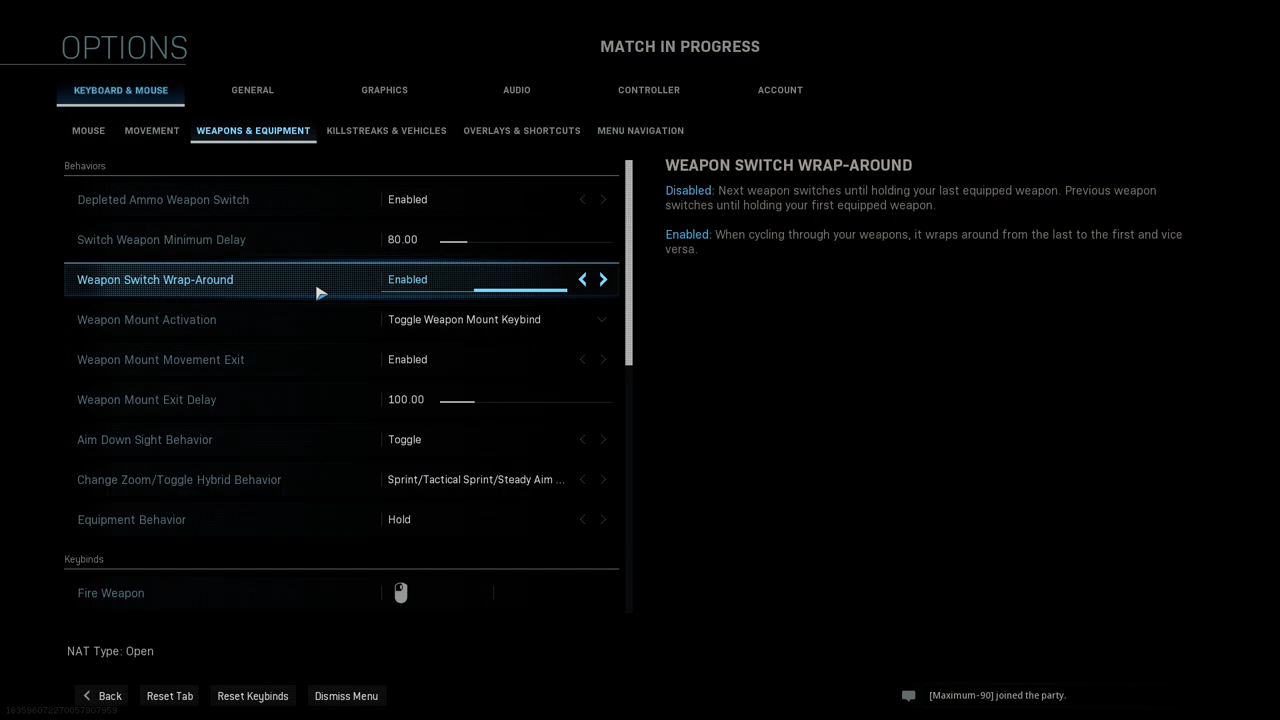 OPTIONS
MATCH IN PROGRESS
KEYBOARD & MOUSE GENERAL GRAPHICS AUDIO CONTROLLER ACCOUNT
MOUSE MOVEMENT WEAPONS & EQUIPMENT KILLSTREAKS & VEHICLES OVERLAYS & SHORTCUTS MENU NAVIGATION
Behaviors
Depleted Ammo Weapon Switch Enabled
Switch Weapon Minimum Delay 80.00
Weapon Switch Wrap-Around Enabled
Weapon Mount Activation Toggle Weapon Mount Keybind
Weapon Mount Movement Exit Enabled
Weapon Mount Exit Delay 100.00
Aim Down Sight Behavior Toggle
Change Zoom/Toggle Hybrid Behavior Sprint/Tactical Sprint/Steady Aim ...
Equipment Behavior Hold
Keybinds
Fire Weapon
WEAPON SWITCH WRAP-AROUND
Disabled: Next weapon switches until holding your last equipped weapon. Previous weapon
switches until holding your first equipped weapon.
Enabled: When cycling through your weapons, it wraps around from the last to the first and vice
versa.
NAT Type: Open
Back Reset Tab Reset Keybinds Dismiss Menu
[Maximum-90] joined the party.